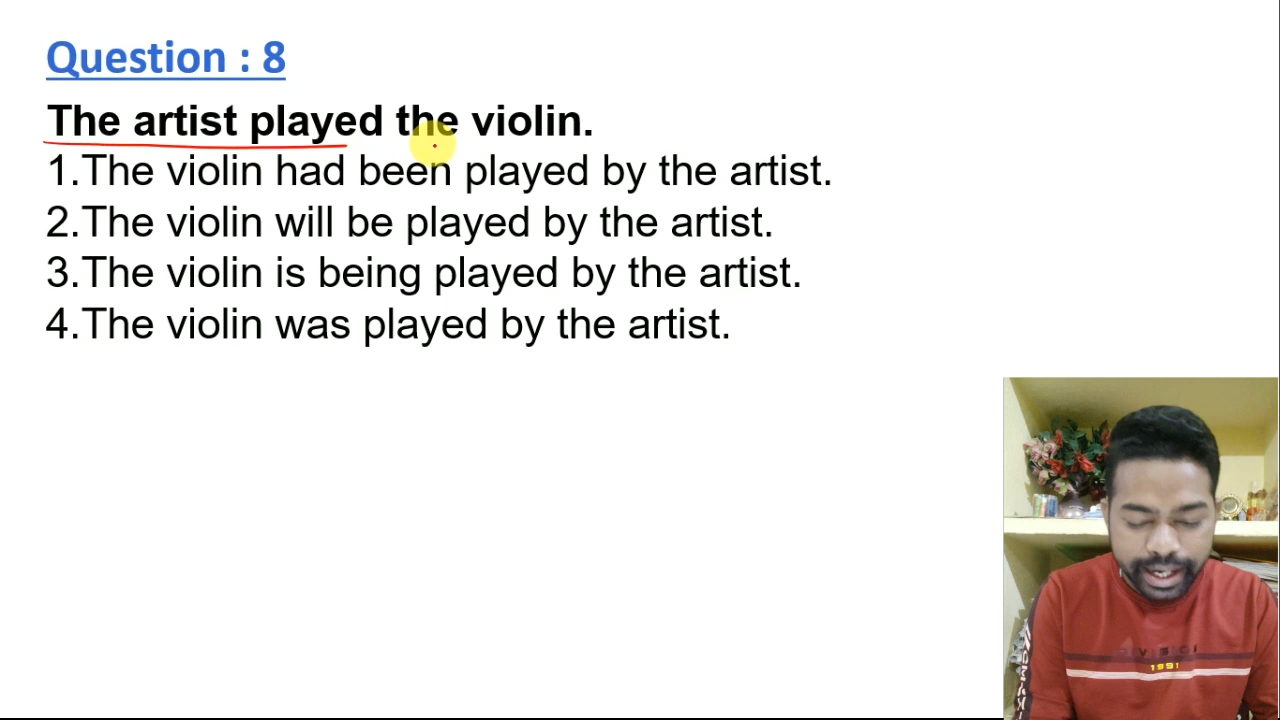 Question : 8
The artist played the violin.
1.The violin had been played by the artist.
2.The violin will be played by the artist.
3.The violin is being played by the artist.
4.The violin was played by the artist.
1991